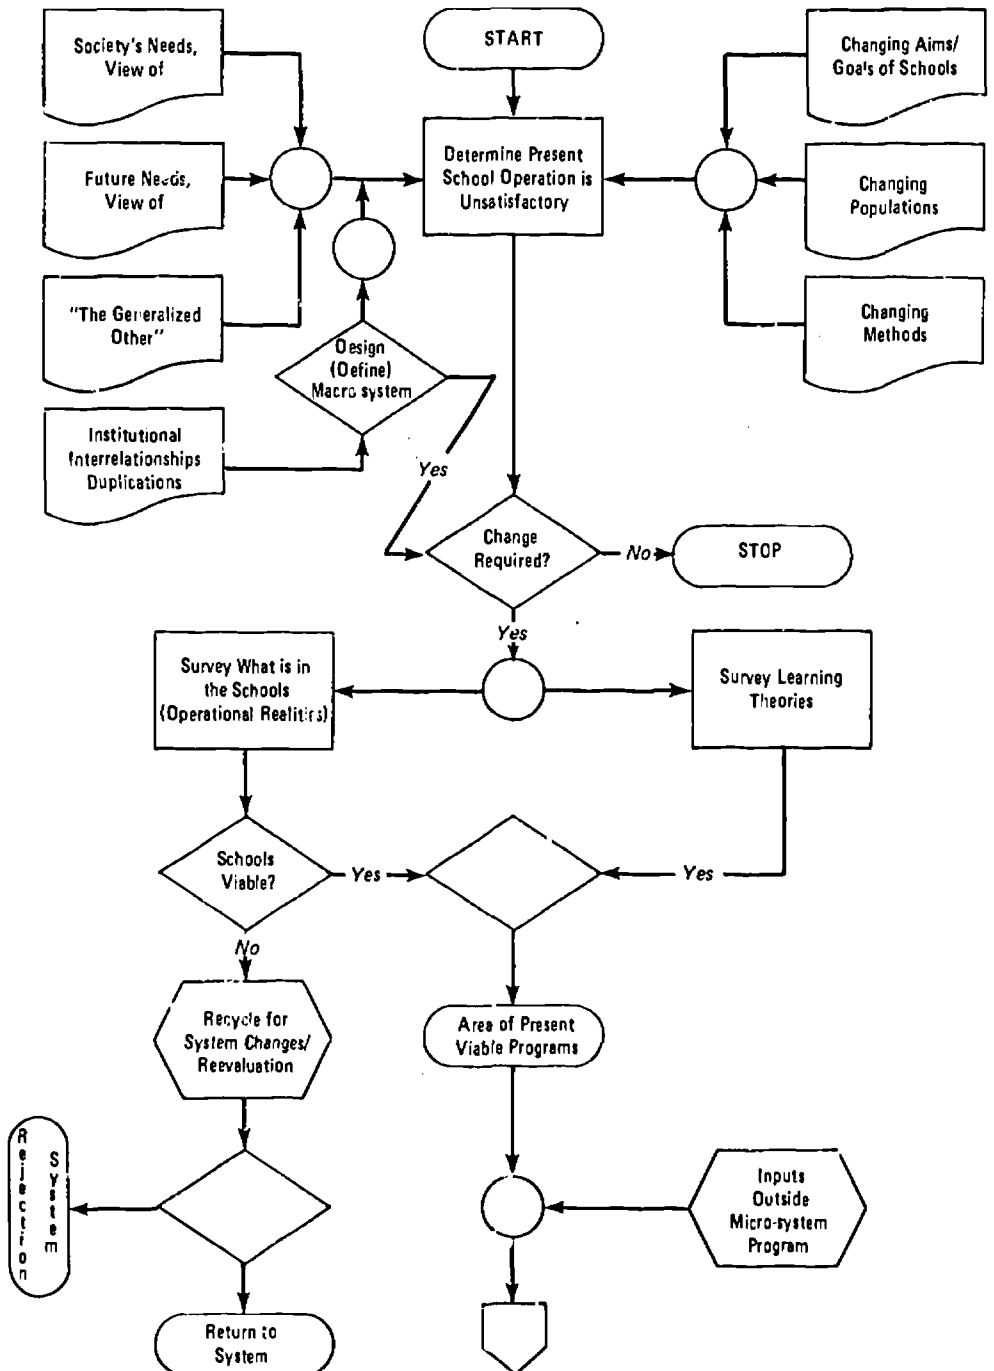 START
Society's Needs,
View of
Changing Aims/
Goals of Schools
Determine Present
School Operation is
Unsatisfactory
Future Needs,
View of
Changing
Populations
"The Generalized
Other"
Changing
Methods
Design
(Define)
Macro system
Institutional
Interrelationships
Duplications
Yes
Change
Required?
No
STOP
Yes
Survey What is in
the Schools
(Operational Realities)
Survey Learning
Theories
Schools
Viable?
Yes
Yes
No
Recycle for
System Changes/
Reevaluation
Area of Present
Viable Programs
System
Rejection
Inputs
Outside
Micro-system
Program
Return to
System